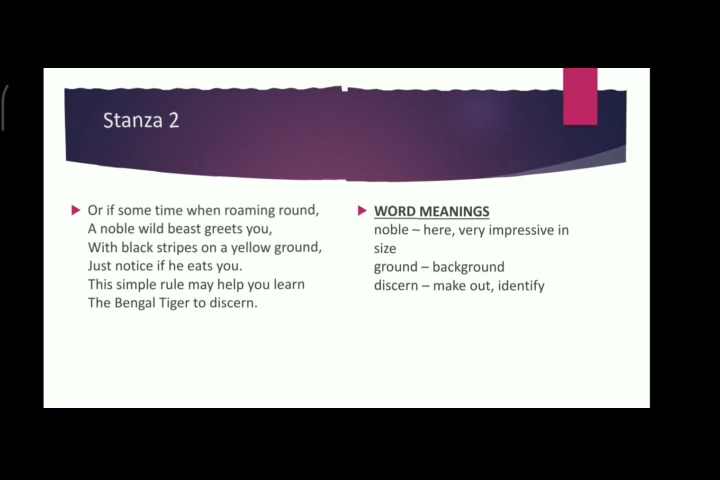 Stanza 2
Or if some time when roaming round,
A noble wild beast greets you,
With black stripes on a yellow ground,
Just notice if he eats you.
This simple rule may help you learn
The Bengal Tiger to discern.
WORD MEANINGS
noble – here, very impressive in
size
ground – background
discern – make out, identify